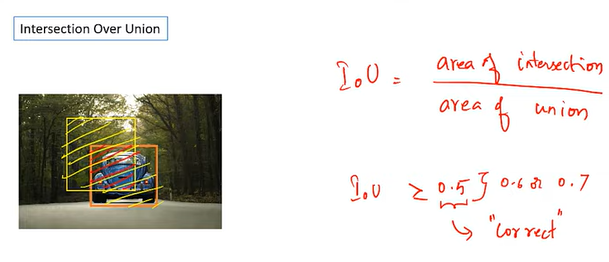 Intersection Over Union
IoU = area of intersection
area of union
IoU ≥ 0.5 } 0.6 or 0.7
"correct"